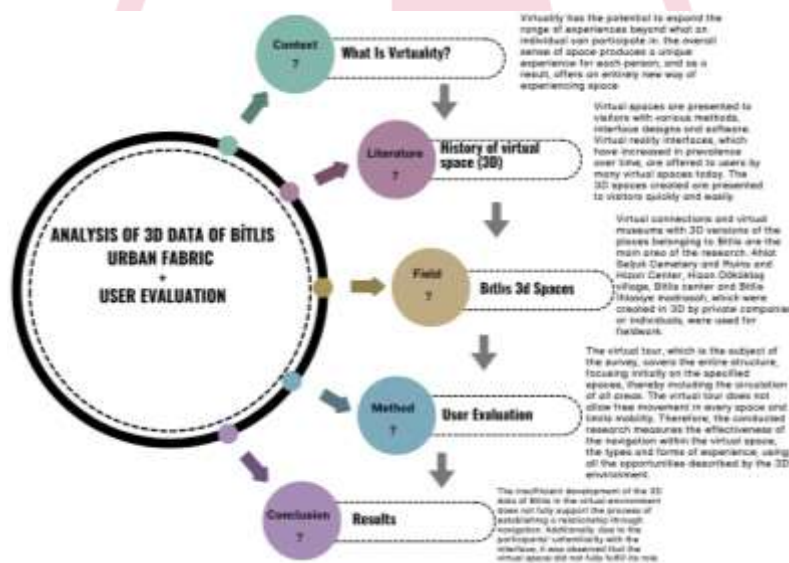 ANALYSIS OF 3D DATA OF BİTLİS
URBAN FABRIC
+
USER EVALUATION
Context
?
What Is Virtuality?
Virtuality has the potential to expand the
range of experiences beyond what an
individual can participate in. the overall
sense of space produces a unique
experience for each person, and as a
result, offers an entirely new way of
experiencing space
Literature
?
History of virtual
space (3D)
Virtual spaces are presented to
visitors with various methods,
interface designs and software.
Virtual reality interfaces, which
have increased in prevalence
over time, are offered to users by
many virtual spaces today. The
3D spaces created are presented
to visitors quickly and easily.
Field
?
Bitlis 3d Spaces
Virtual connections and virtual
museums with 3D versions of the
places belonging to Bitlis are the
main area of the research. Ahlat
Seljuk Cemetery and Ruins and
Hizan Center, Hizan
village, Bitlis center and Bitlis
madrasah, which were
created in 3D by private companies
or individuals, were used for
fieldwork.
Method
?
User Evaluation
The virtual tour, which is the subject of
the survey, covers the entire structure,
focusing initially on the specified
spaces, thereby including the circulation
of all areas. The virtual tour does not
allow free movement in every space and
limits mobility. Therefore, the conducted
research measures the effectiveness of
the navigation within the virtual space,
the types and forms of experience, using
all the opportunities described by the 3D
environment.
Conclusion
?
Results
The insufficient development of the 3D
data of Bitlis in the virtual environment
does not fully support the process of
establishing a relationship through
navigation. Additionally, due to the
participants' unfamiliarity with the
interface, it was observed that the
virtual space did not fully fulfill its role.